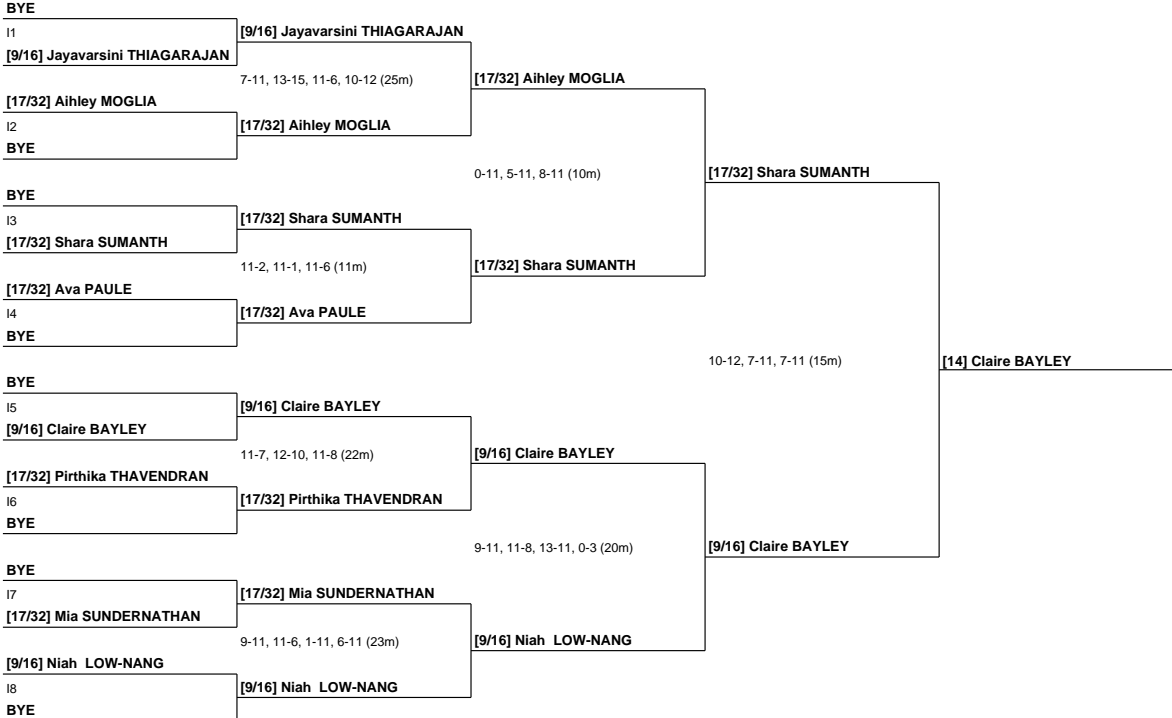 BYE
I1
[9/16] Jayavarsini THIAGARAJAN
[9/16] Jayavarsini THIAGARAJAN
7-11, 13-15, 11-6, 10-12 (25m)
[17/32] Aihley MOGLIA
I2
BYE
[17/32] Aihley MOGLIA
[17/32] Aihley MOGLIA
0-11, 5-11, 8-11 (10m)
BYE
I3
[17/32] Shara SUMANTH
[17/32] Shara SUMANTH
11-2, 11-1, 11-6 (11m)
[17/32] Ava PAULE
I4
BYE
[17/32] Ava PAULE
[17/32] Shara SUMANTH
[17/32] Shara SUMANTH
10-12, 7-11, 7-11 (15m)
BYE
I5
[9/16] Claire BAYLEY
[9/16] Claire BAYLEY
11-7, 12-10, 11-8 (22m)
[17/32] Pirthika THAVENDRAN
I6
BYE
[17/32] Pirthika THAVENDRAN
[9/16] Claire BAYLEY
9-11, 11-8, 13-11, 0-3 (20m)
BYE
I7
[17/32] Mia SUNDERNATHAN
[17/32] Mia SUNDERNATHAN
9-11, 11-6, 1-11, 6-11 (23m)
[9/16] Niah LOW-NANG
I8
BYE
[9/16] Niah LOW-NANG
[9/16] Niah LOW-NANG
[9/16] Claire BAYLEY
[14] Claire BAYLEY